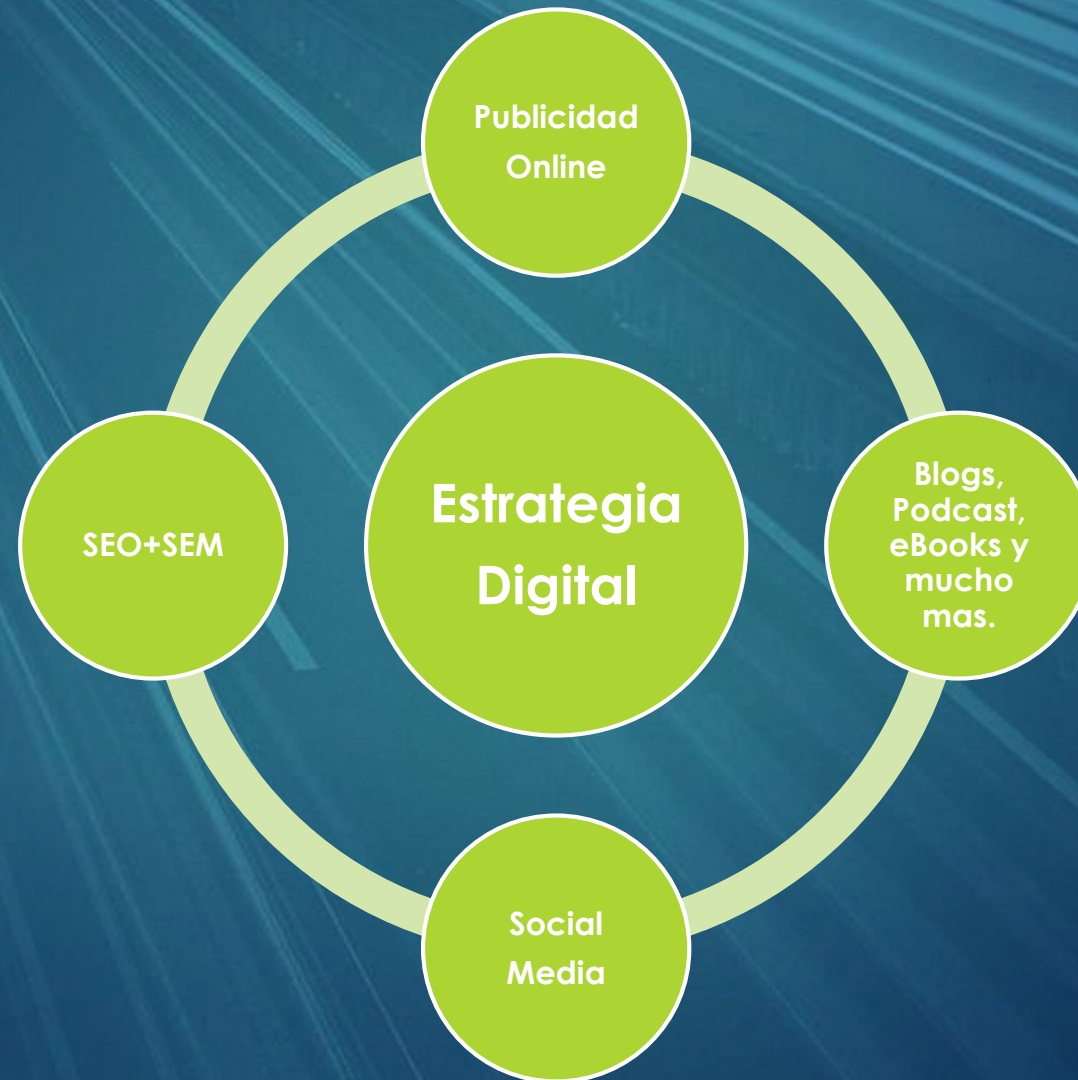 Publicidad
Online
SEO+SEM
Estrategia
Digital
Blogs,
Podcast,
eBooks y
mucho
mas.
Social
Media